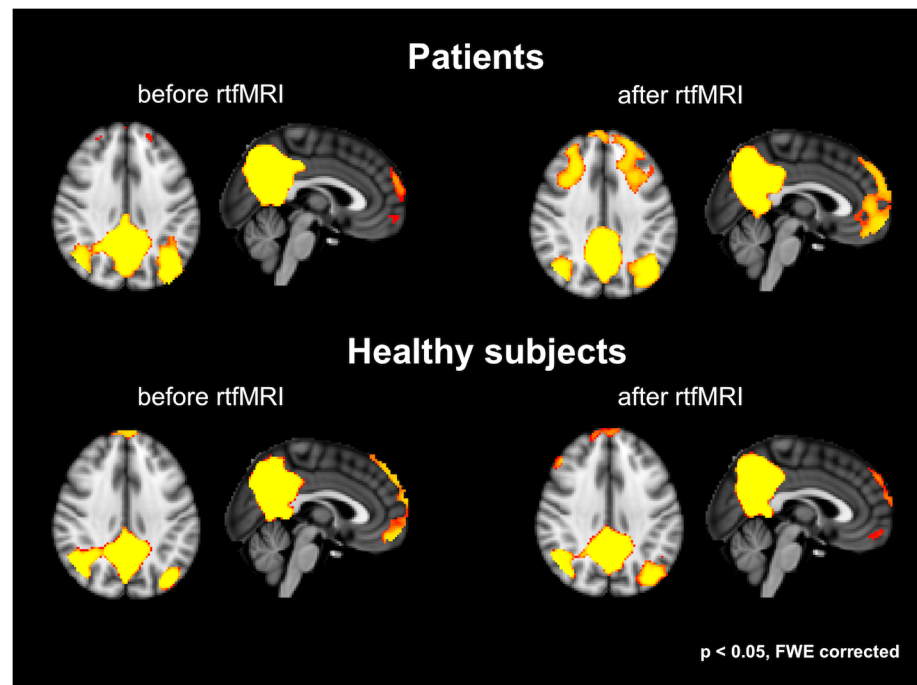 Patients
before rtfMRI
after rtfMRI
Healthy subjects
before rtfMRI
after rtfMRI
p < 0.05, FWE corrected